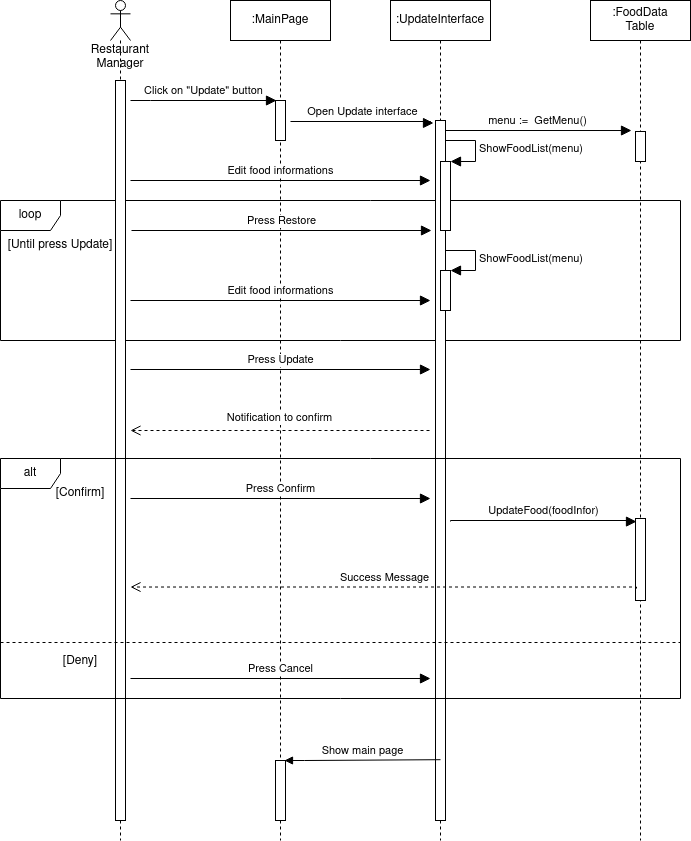 :MainPage
:UpdateInterface
:FoodData
Table
Restaurant
Manager
Click on "Update" button
Open Update interface
menu := GetMenu()
ShowFoodList(menu)
Edit food informations
loop
Press Restore
[Until press Update]
ShowFoodList(menu)
Edit food informations
Press Update
Notification to confirm
alt
[Confirm]
Press Confirm
UpdateFood(foodInfor)
Success Message
[Deny]
Press Cancel
Show main page